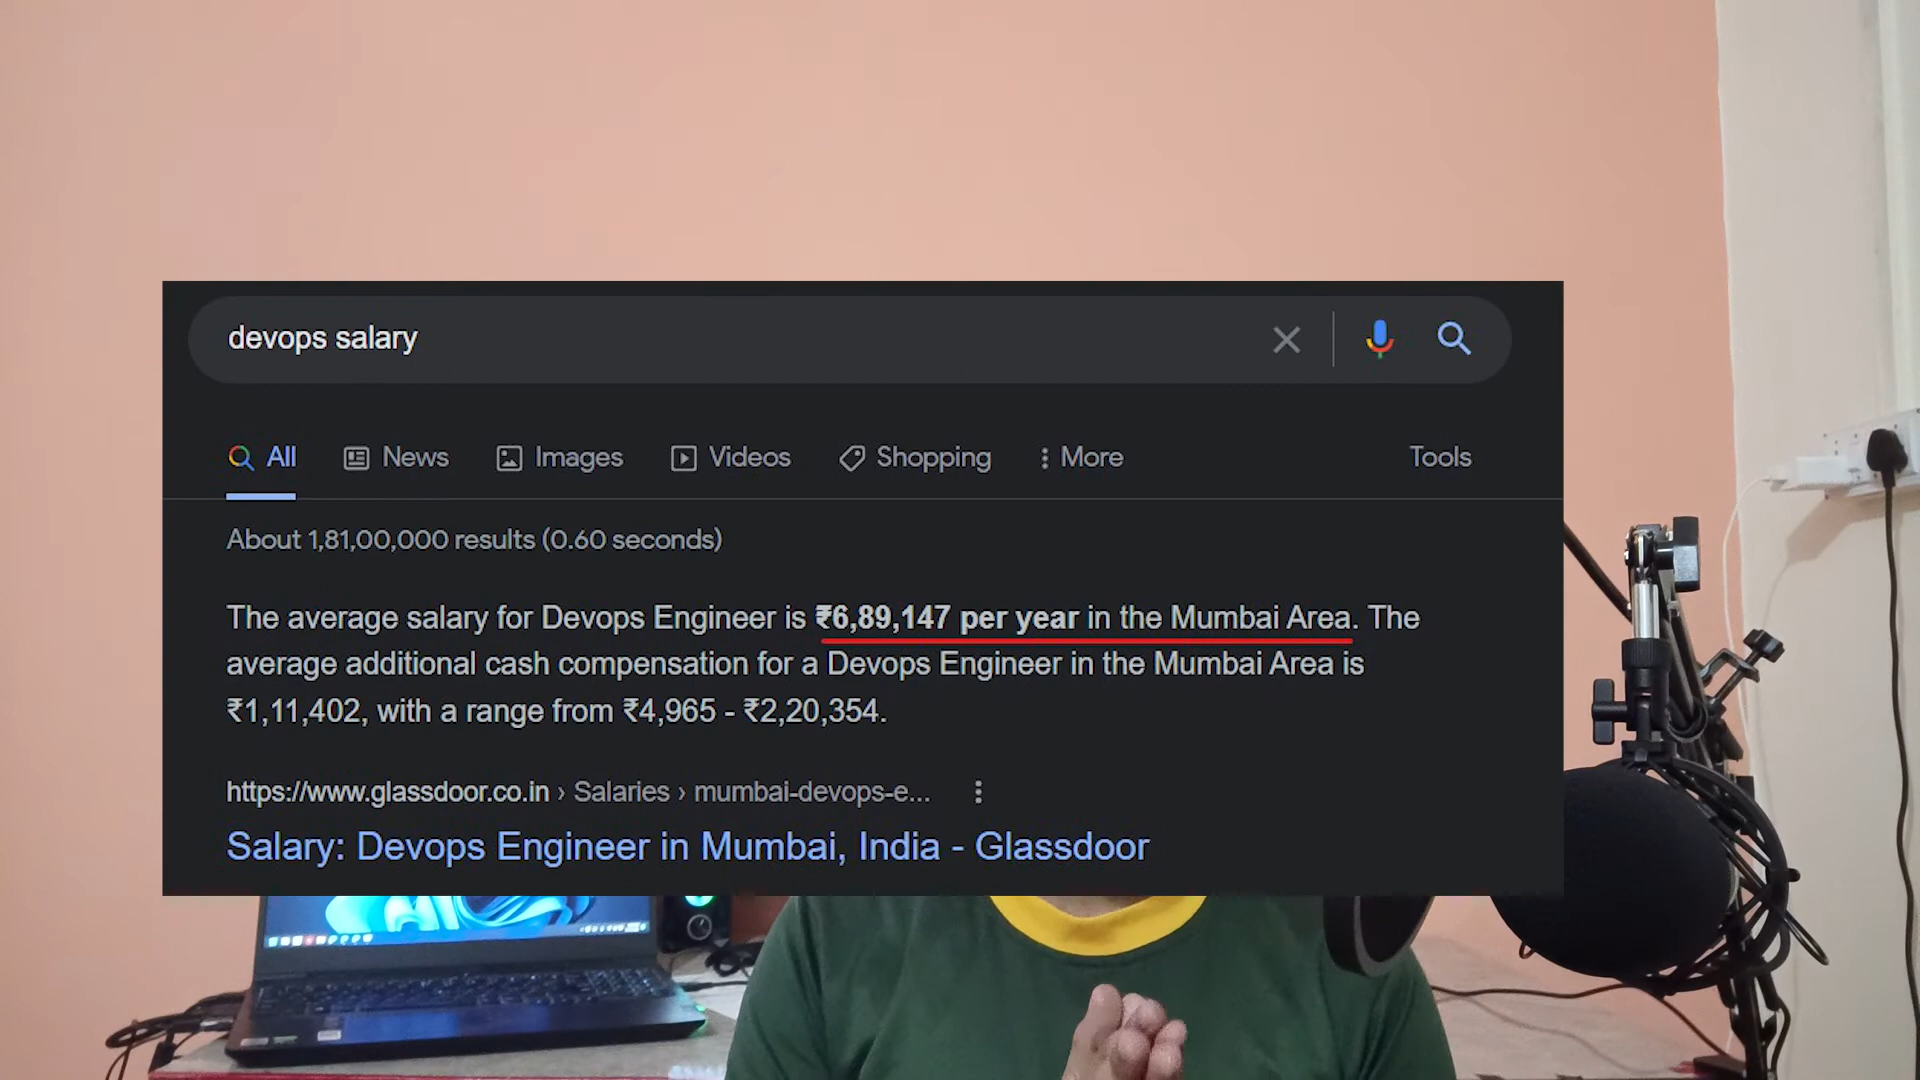 devops salary
All News Images Videos Shopping More Tools
About 1,81,00,000 results (0.60 seconds)
The average salary for Devops Engineer is ₹6,89,147 per year in the Mumbai Area. The
average additional cash compensation for a Devops Engineer in the Mumbai Area is
₹1,11,402, with a range from ₹4,965 - ₹2,20,354.
https://www.glassdoor.co.in › Salaries › mumbai-devops-e...
Salary: Devops Engineer in Mumbai, India - Glassdoor